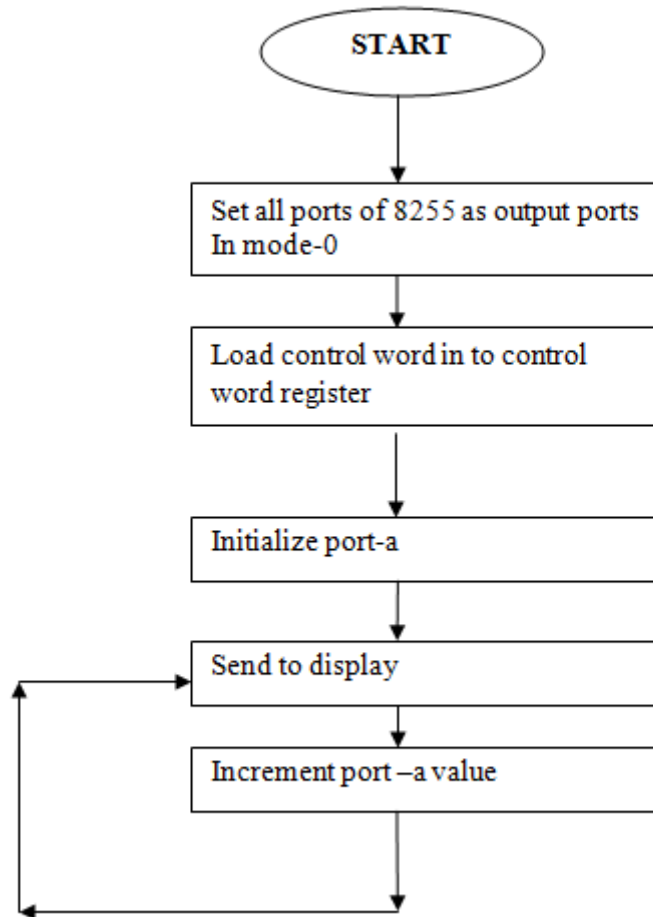 START
Set all ports of 8255 as output ports
In mode-0
Load control word in to control
word register
Initialize port-a
Send to display
Increment port –a value